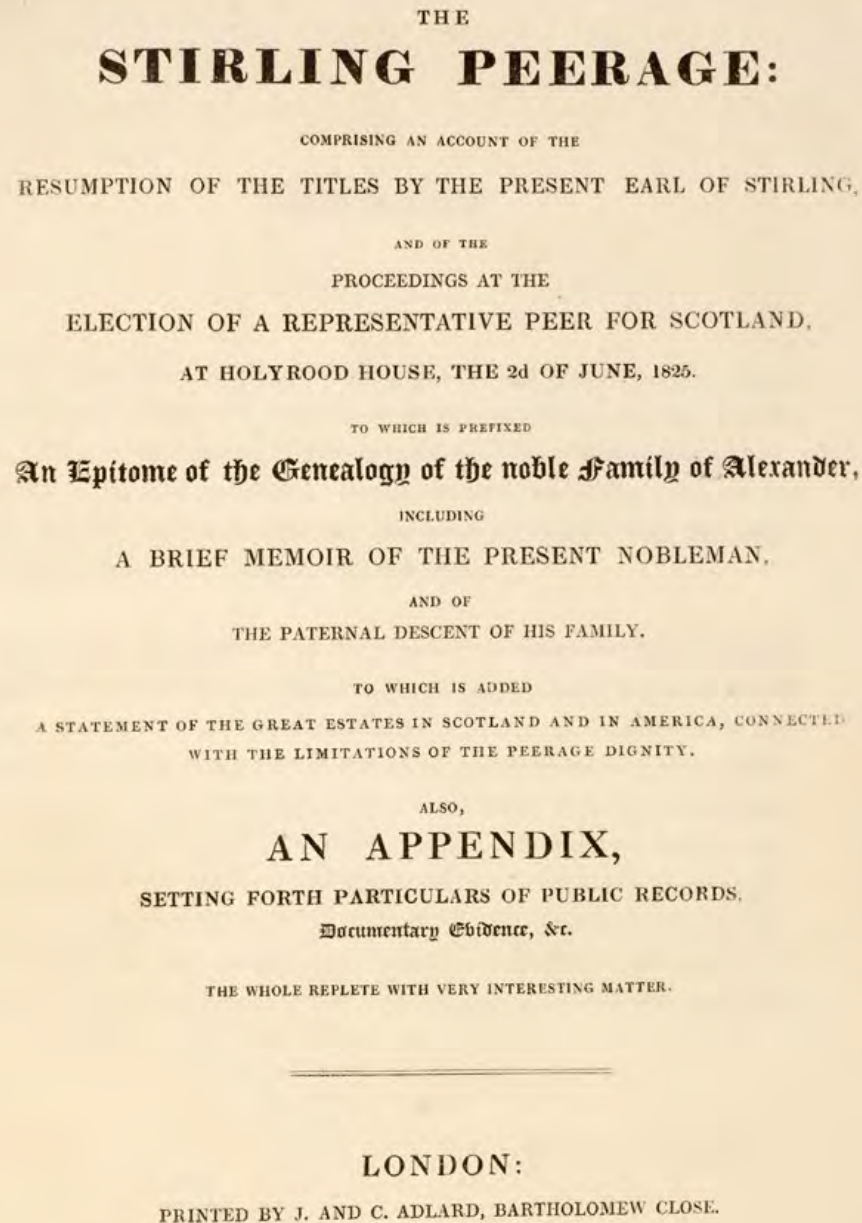 THE
STIRLING PEERAGE:
COMPRISING AN ACCOUNT OF THE
RESUMPTION OF THE TITLES BY THE PRESENT EARL OF STIRLING,
AND OF THE
PROCEEDINGS AT THE
ELECTION OF A REPRESENTATIVE PEER FOR SCOTLAND,
AT HOLYROOD HOUSE, THE 2d OF JUNE, 1825.
TO WHICH IS PREFIXED
An Epitome of the Genealogy of the noble Family of Alexander,
INCLUDING
A BRIEF MEMOIR OF THE PRESENT NOBLEMAN,
AND OF
THE PATERNAL DESCENT OF HIS FAMILY.
TO WHICH IS ADDED
A STATEMENT OF THE GREAT ESTATES IN SCOTLAND AND IN AMERICA, CONNECTED
WITH THE LIMITATIONS OF THE PEERAGE DIGNITY.
ALSO,
AN APPENDIX,
SETTING FORTH PARTICULARS OF PUBLIC RECORDS,
Documentary Evidence, &c.
THE WHOLE REPLETE WITH VERY INTERESTING MATTER.
LONDON:
PRINTED BY J. AND C. ADLARD, BARTHOLOMEW CLOSE.